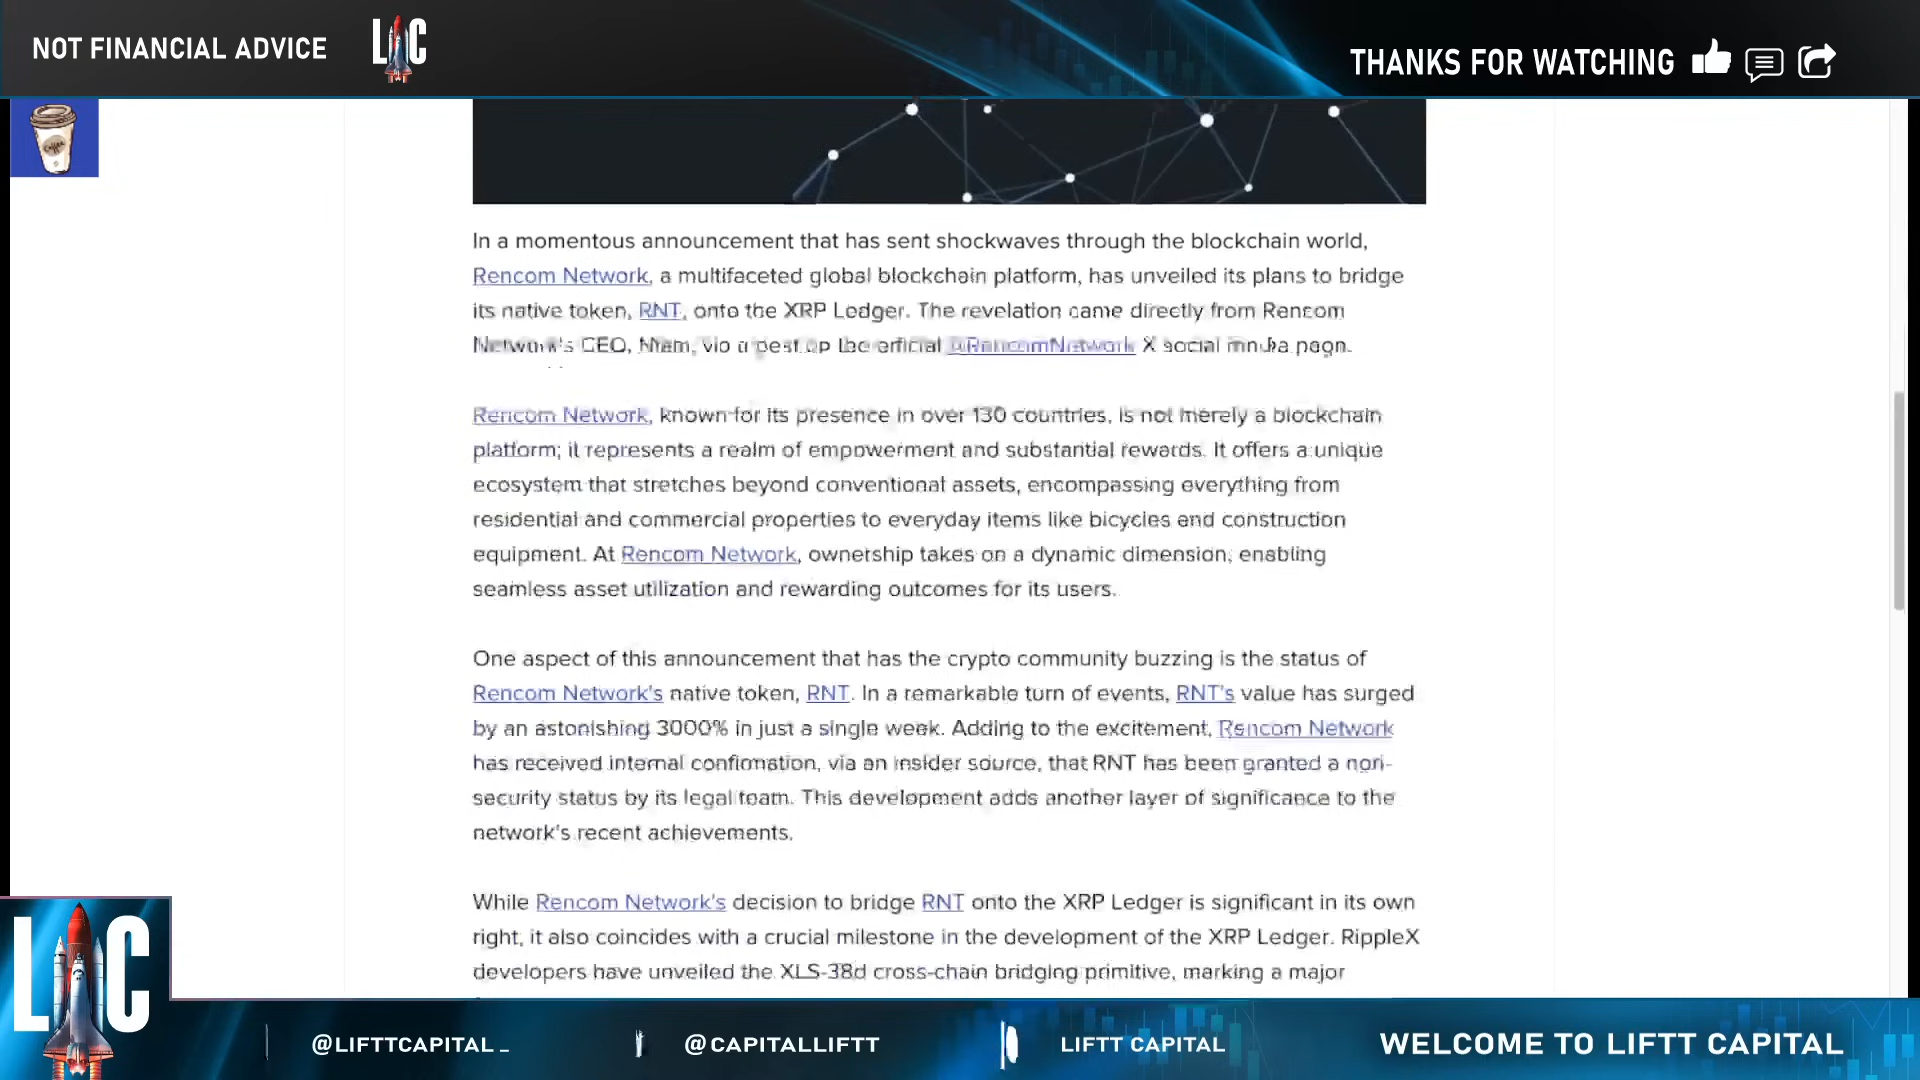 NOT FINANCIAL ADVICE
L C
THANKS FOR WATCHING
Coffee
In a momentous announcement that has sent shockwaves through the blockchain world,
Rencom Network, a multifaceted global blockchain platform, has unveiled its plans to bridge
its native token, RNT, onto the XRP Ledger. The revelation came directly from Rencom
Network's CEO, via a post on the official @RencomNetwork X social media page.
Rencom Network, known for its presence in over 130 countries, is not merely a blockchain
platform; it represents a realm of empowerment and substantial rewards. It offers a unique
ecosystem that stretches beyond conventional assets, encompassing everything from
residential and commercial properties to everyday items like bicycles and construction
equipment. At Rencom Network, ownership takes on a dynamic dimension, enabling
seamless asset utilization and rewarding outcomes for its users.
One aspect of this announcement that has the crypto community buzzing is the status of
Rencom Network's native token, RNT. In a remarkable turn of events, RNT's value has surged
by an astonishing 3000% in just a single week. Adding to the excitement, Rencom Network
has received internal confirmation, via an insider source, that RNT has been granted a non-
security status by its legal team. This development adds another layer of significance to the
network's recent achievements.
While Rencom Network's decision to bridge RNT onto the XRP Ledger is significant in its own
right, it also coincides with a crucial milestone in the development of the XRP Ledger. RippleX
developers have unveiled the XLS-38d cross-chain bridging primitive, marking a major
L C
@LIFTTCAPITAL_
@CAPITALLIFTT
LIFTT CAPITAL
WELCOME TO LIFTT CAPITAL